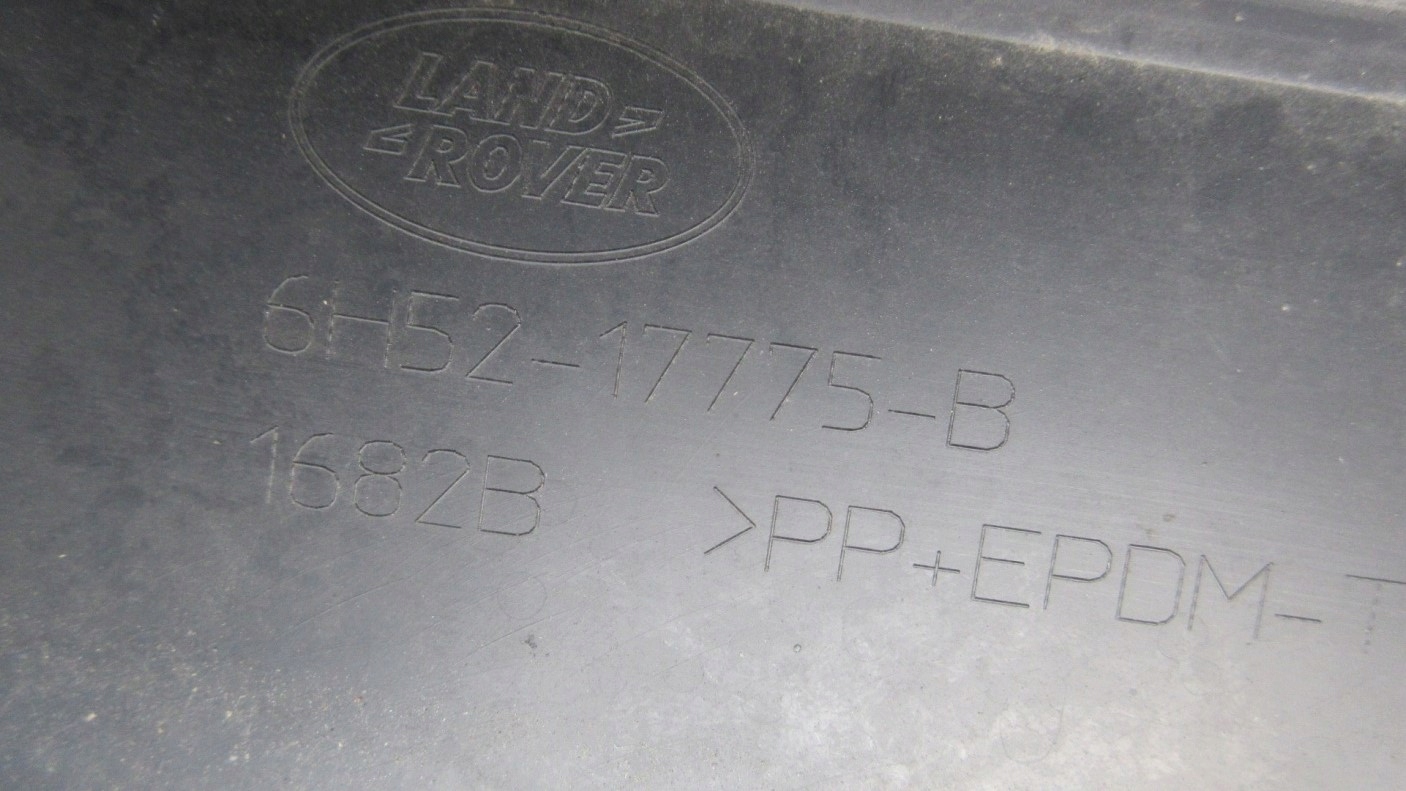 LAND
ROVER
6H52-17775-B
1682B
>PP+EPDM-T